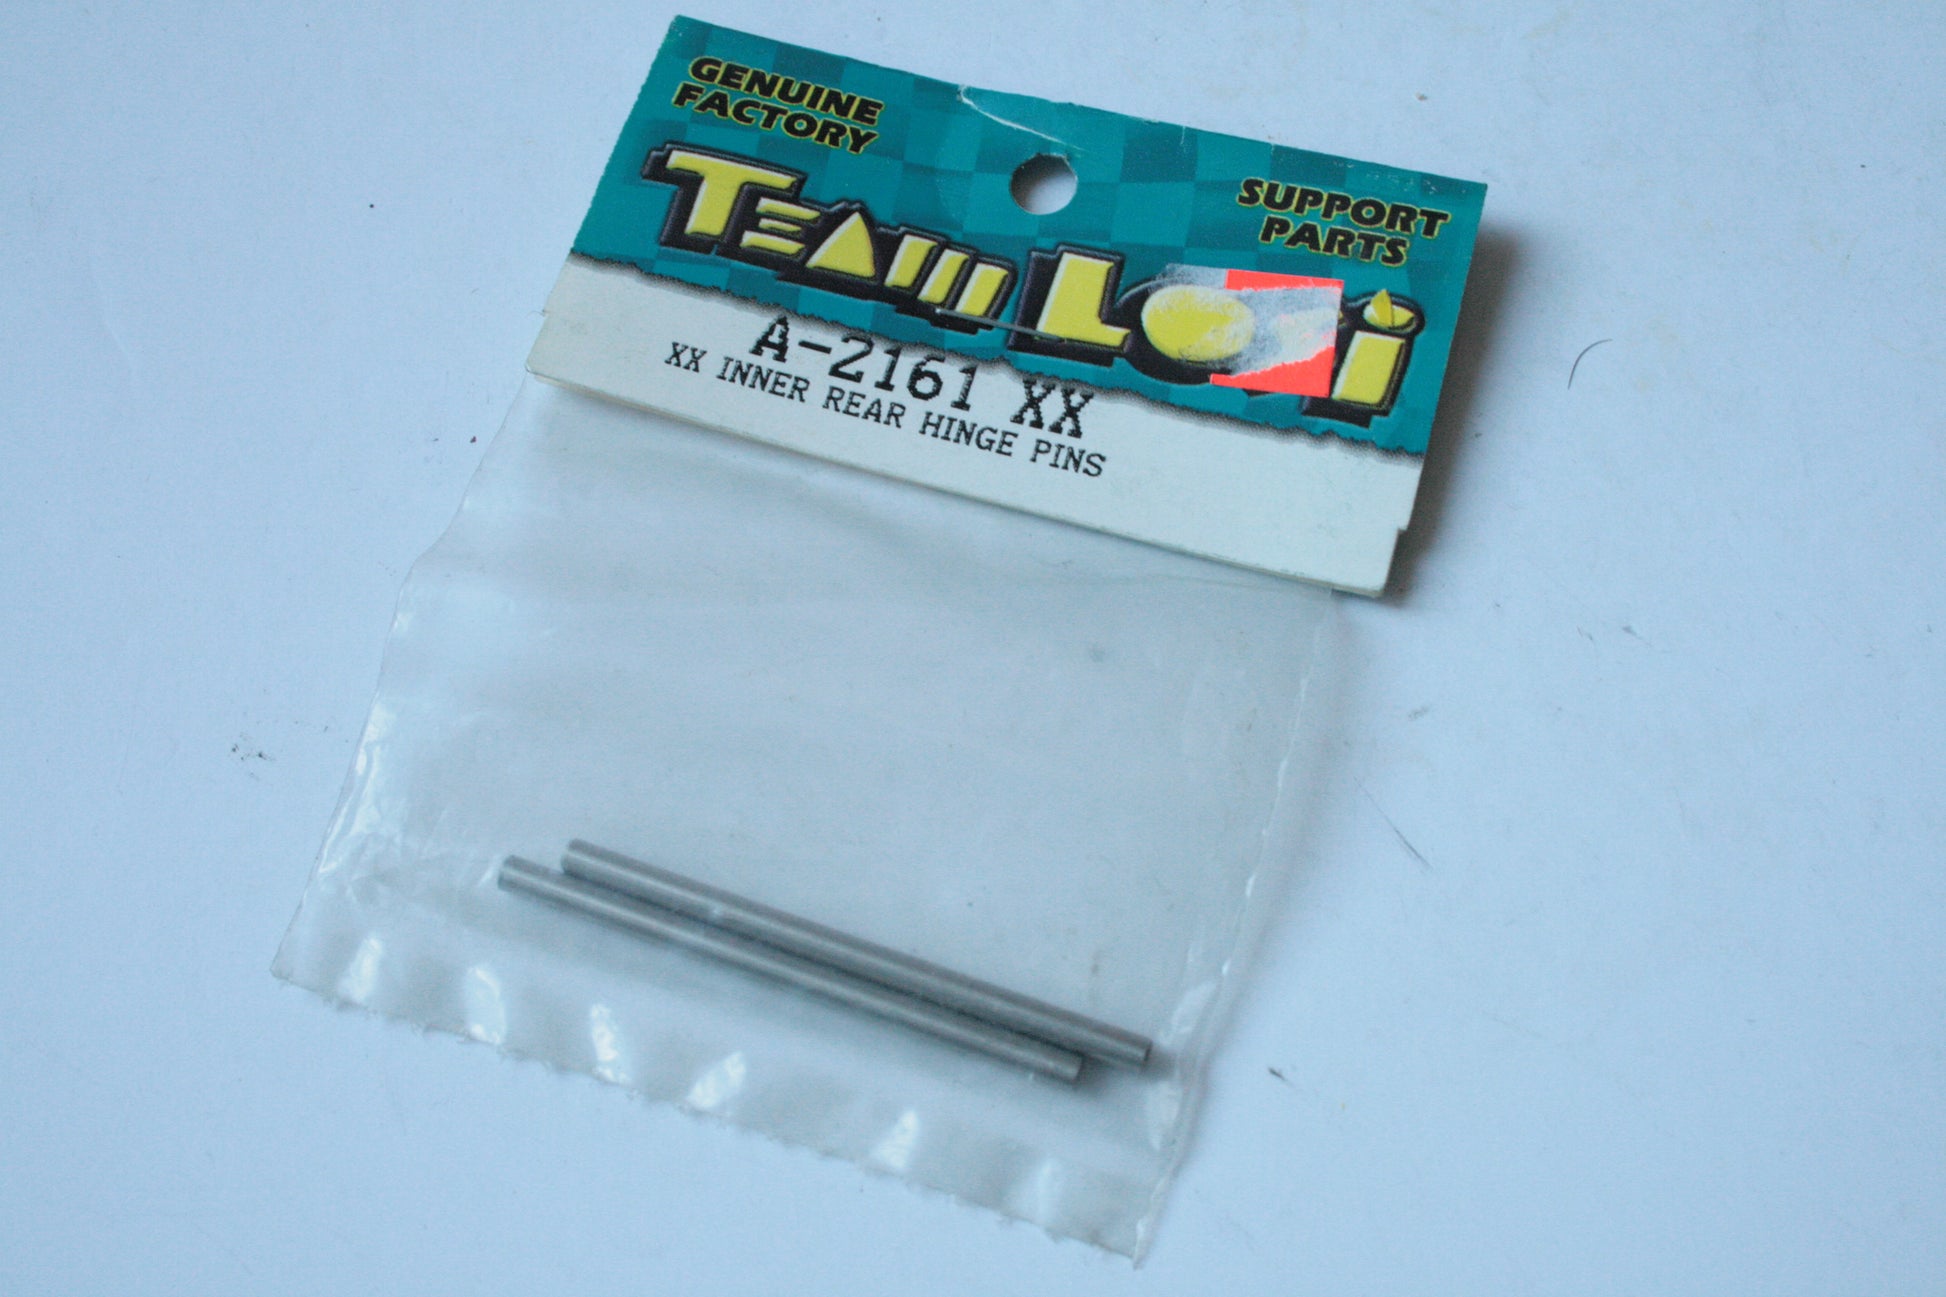 GENUINE
FACTORY
TEAM LOSi
SUPPORT
PARTS
A-2161 XX
XX INNER REAR HINGE PINS